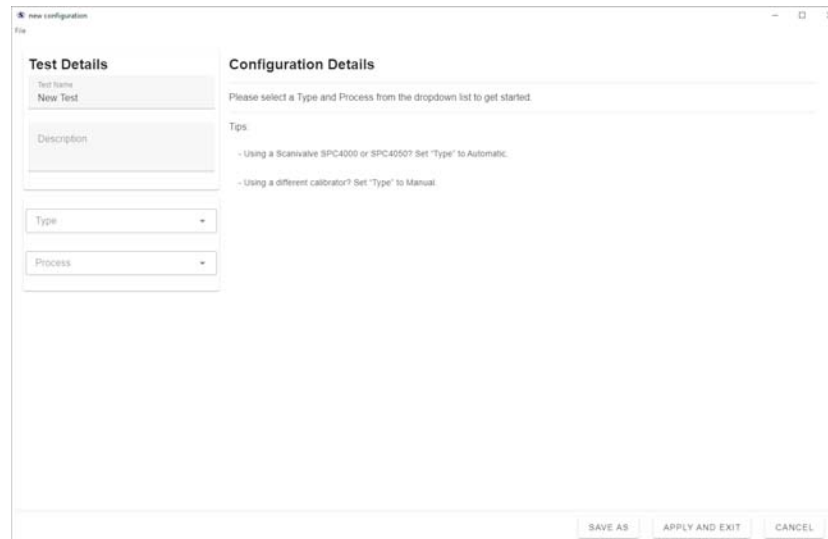 new configuration
File
Test Details
Test Name
New Test
Description
Type
Process
Configuration Details
Please select a Type and Process from the dropdown list to get started.
Tips:
- Using a Scanivalve SPC4000 or SPC4050? Set "Type" to Automatic.
- Using a different calibrator? Set "Type" to Manual.
SAVE AS
APPLY AND EXIT
CANCEL